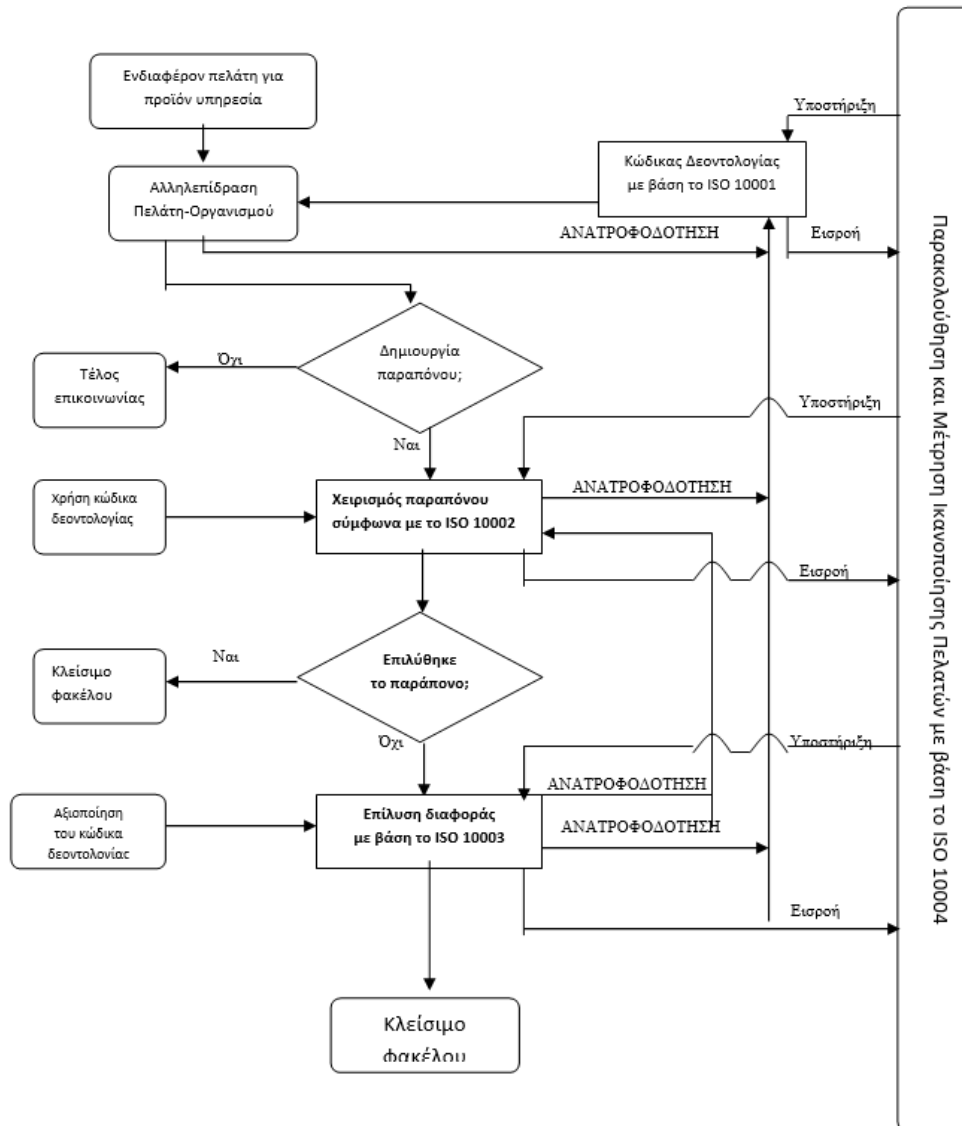 Ενδιαφέρον πελάτη για
προϊόν υπηρεσία
Υποστήριξη
Κώδικας Δεοντολογίας
με βάση το ISO 10001
Αλληλεπίδραση
Πελάτη-Οργανισμού
ΑΝΑΤΡΟΦΟΔΟΤΗΣΗ
Εισροή
Δημιουργία
παραπόνου;
Όχι
Τέλος
επικοινωνίας
Υποστήριξη
Ναι
Χρήση κώδικα
δεοντολογίας
Χειρισμός παραπόνου
σύμφωνα με το ISO 10002
ΑΝΑΤΡΟΦΟΔΟΤΗΣΗ
Εισροή
Επιλύθηκε
το παράπονο;
Ναι
Κλείσιμο
φακέλου
Όχι
Υποστήριξη
ΑΝΑΤΡΟΦΟΔΟΤΗΣΗ
Αξιοποίηση
του κώδικα
δεοντολογίας
Επίλυση διαφοράς
με βάση το ISO 10003
ΑΝΑΤΡΟΦΟΔΟΤΗΣΗ
Εισροή
Κλείσιμο
φακέλου
Παρακολούθηση και Μέτρηση Ικανοποίησης Πελατών με βάση το ISO 10004